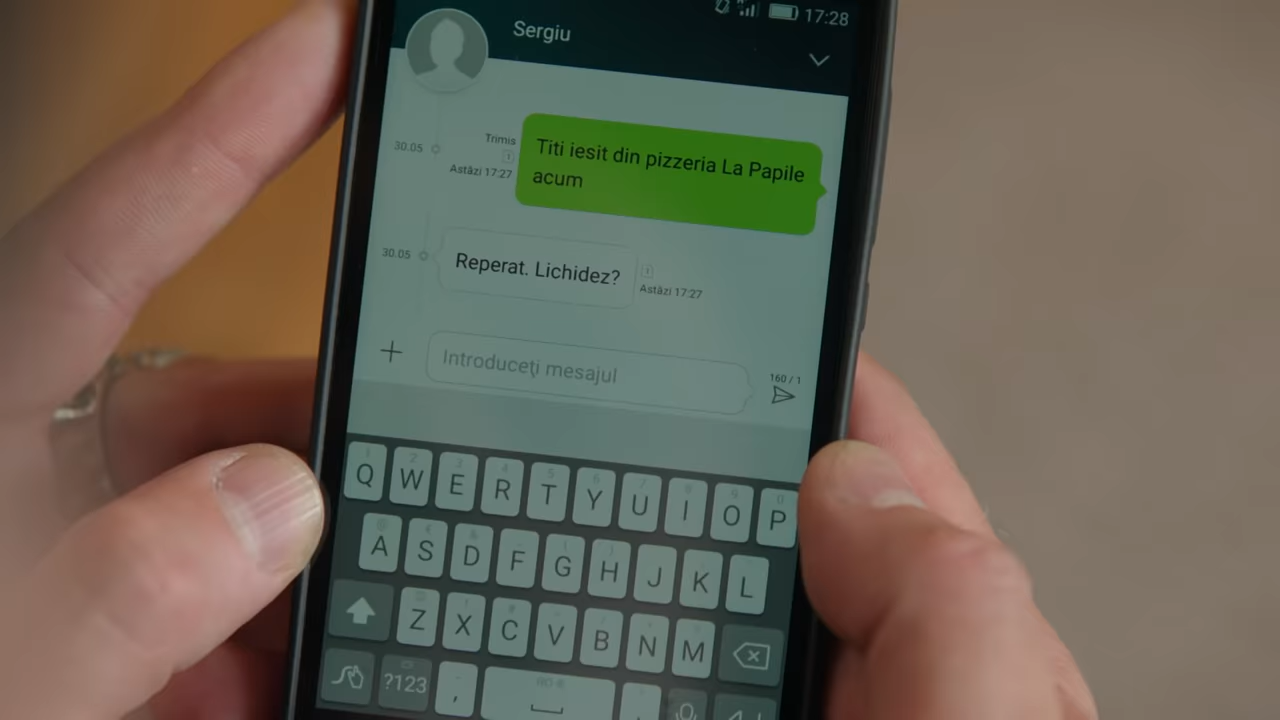 17:28
Sergiu
Trimis
30.05
Astăzi 17:27
Titi iesit din pizzeria La Papile
acum
30.05
Reperat. Lichidez?
Astăzi 17:27
Introduceţi mesajul
160 / 1
Q W E R T Y U I O P
A S D F G H J K L
Z X C V B N M
?123 , .